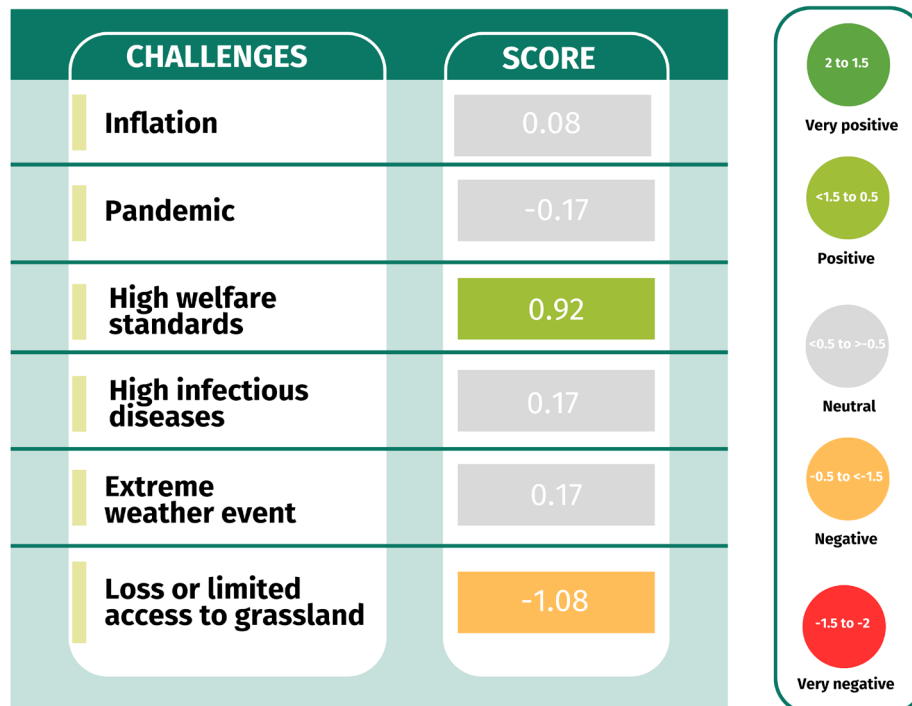 CHALLENGES SCORE
Inflation 0.08
Pandemic -0.17
High welfare
standards
0.92
High infectious
diseases
0.17
Extreme
weather event
0.17
Loss or limited
access to grassland
-1.08
2 to 1.5
Very positive
<1.5 to 0.5
Positive
<0.5 to >-0.5
Neutral
-0.5 to <-1.5
Negative
-1.5 to -2
Very negative